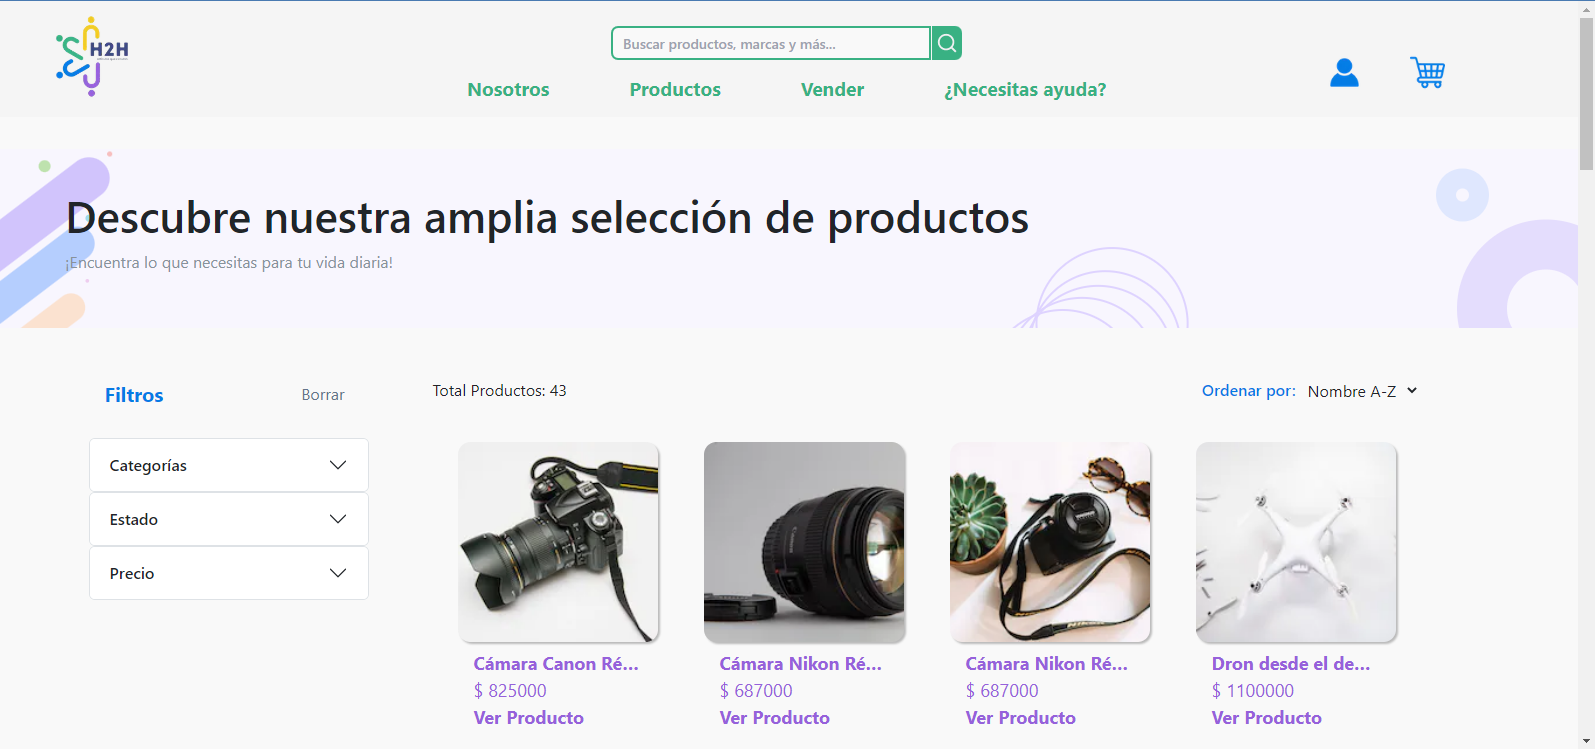 H2H
Buscar productos, marcas y más...
Nosotros
Productos
Vender
¿Necesitas ayuda?
Descubre nuestra amplia selección de productos
¡Encuentra lo que necesitas para tu vida diaria!
Filtros
Borrar
Categorías
Estado
Precio
Total Productos: 43
Ordenar por: Nombre A-Z
Cámara Canon Ré...
$ 825000
Ver Producto
Cámara Nikon Ré...
$ 687000
Ver Producto
Cámara Nikon Ré...
$ 687000
Ver Producto
Dron desde el de...
$ 1100000
Ver Producto